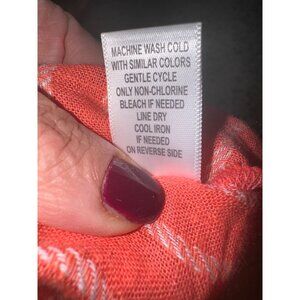 MACHINE WASH COLD
WITH SIMILAR COLORS
GENTLE CYCLE
ONLY NON-CHLORINE
BLEACH IF NEEDED
LINE DRY
COOL IRON
IF NEEDED
ON REVERSE SIDE